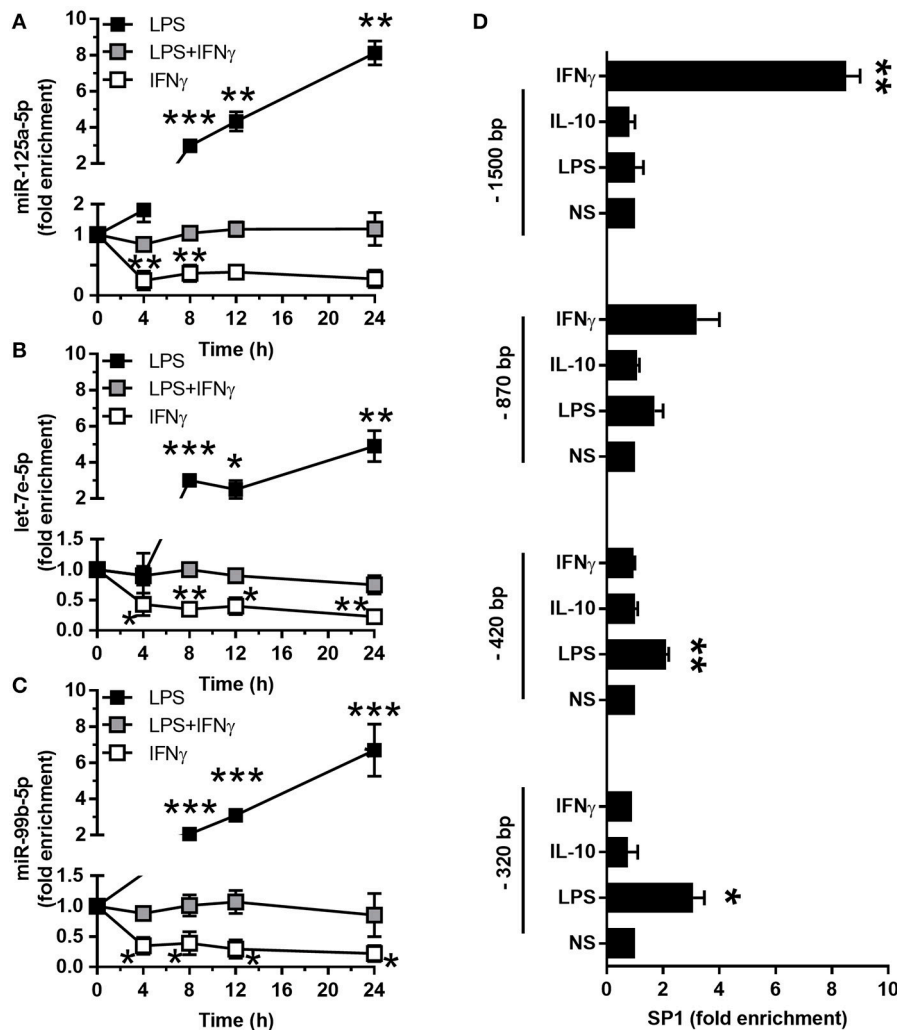 A
LPS
LPS+IFNγ
IFNγ
miR-125a-5p
(fold enrichment)
10
8
6
4
2
2
1
0
***
**
**
**
**
0 4 8 12 16 20 24
Time (h)
B
LPS
LPS+IFNγ
IFNγ
let-7e-5p
(fold enrichment)
10
8
6
4
2
1.5
1.0
0.5
0.0
***
*
**
*
**
*
**
0 4 8 12 16 20 24
Time (h)
C
LPS
LPS+IFNγ
IFNγ
miR-99b-5p
(fold enrichment)
10
8
6
4
2
1.0
0.5
0.0
***
***
***
*
*
*
*
0 4 8 12 16 20 24
Time (h)
D
- 1500 bp
IFNγ
**
IL-10
LPS
NS
- 870 bp
IFNγ
IL-10
LPS
NS
- 420 bp
IFNγ
IL-10
LPS
**
NS
- 320 bp
IFNγ
IL-10
LPS
*
NS
0 2 4 6 8 10
SP1 (fold enrichment)